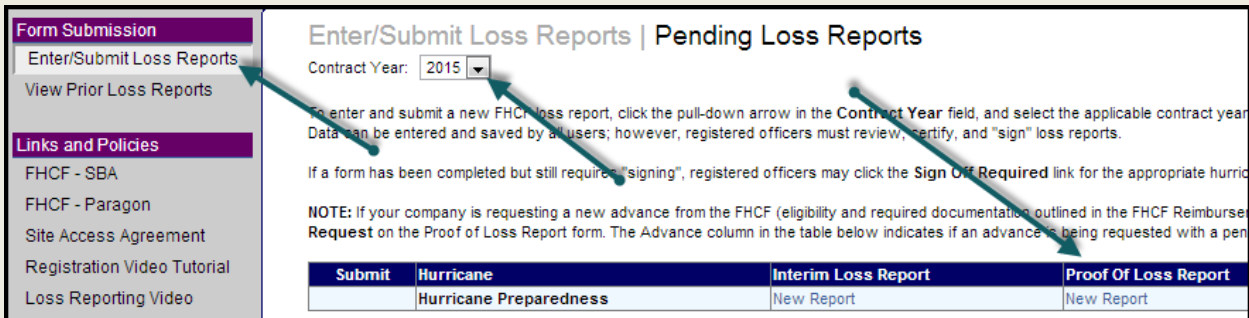 Form Submission
Enter/Submit Loss Reports
View Prior Loss Reports
Links and Policies
FHCF - SBA
FHCF - Paragon
Site Access Agreement
Registration Video Tutorial
Loss Reporting Video
Enter/Submit Loss Reports | Pending Loss Reports
Contract Year: 2015
To enter and submit a new FHCF loss report, click the pull-down arrow in the Contract Year field, and select the applicable contract year
Data can be entered and saved by all users; however, registered officers must review, certify, and "sign" loss reports.
If a form has been completed but still requires "signing", registered officers may click the Sign Off Required link for the appropriate
NOTE: If your company is requesting a new advance from the FHCF (eligibility and required documentation outlined in the FHCF
Request on the Proof of Loss Report form. The Advance column in the table below indicates if an advance is being requested with a
Submit Hurricane Interim Loss Report Proof Of Loss Report
Hurricane Preparedness New Report New Report